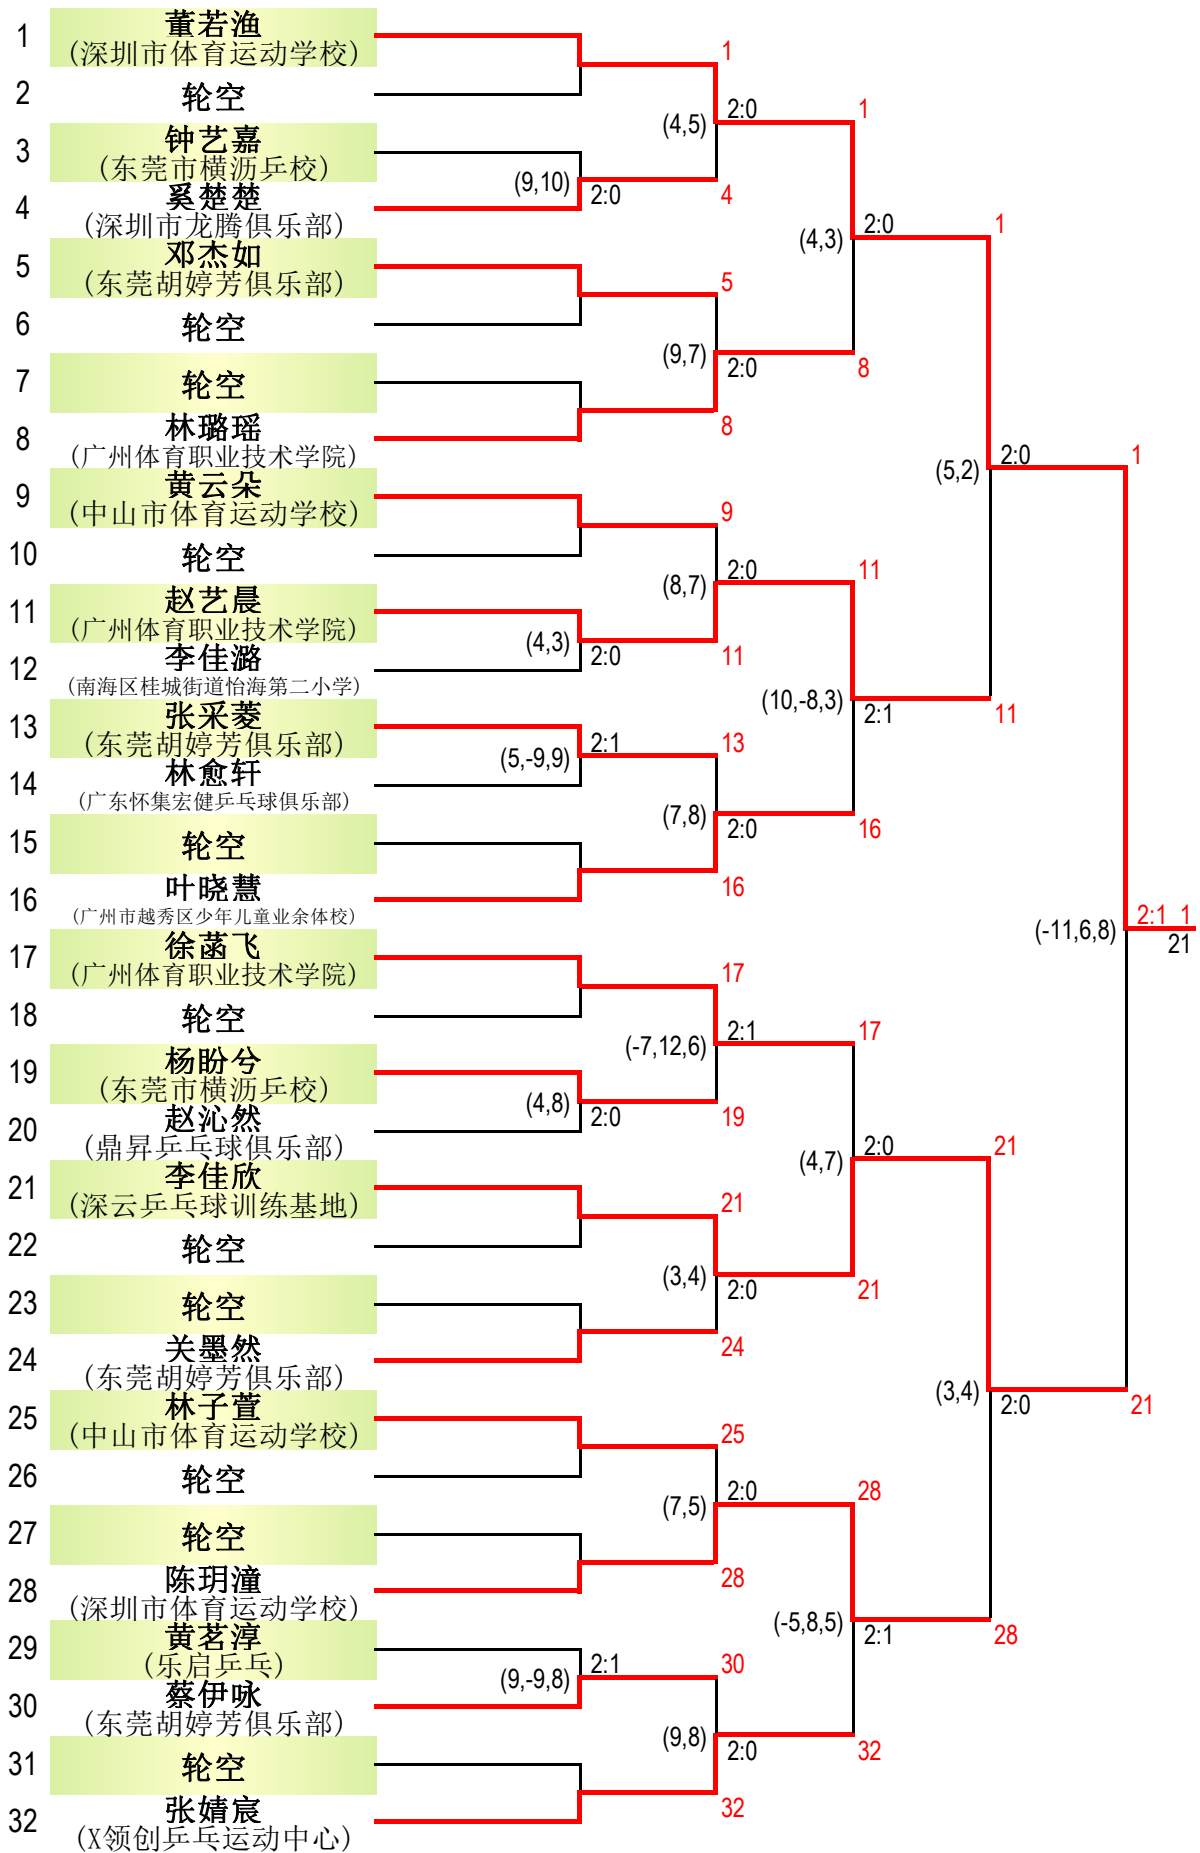 1
董若渔
(深圳市体育运动学校)
2
轮空
3
钟艺嘉
(东莞市横沥乒校)
4
奚楚楚
(深圳市龙腾俱乐部)
5
邓杰如
(东莞胡婷芳俱乐部)
6
轮空
7
轮空
8
林璐瑶
(广州体育职业技术学院)
9
黄云朵
(中山市体育运动学校)
10
轮空
11
赵艺晨
(广州体育职业技术学院)
12
李佳潞
(南海区桂城街道怡海第二小学)
13
张采菱
(东莞胡婷芳俱乐部)
14
林愈轩
(广东怀集宏健乒乓球俱乐部)
15
轮空
16
叶晓慧
(广州市越秀区少年儿童业余体校)
17
徐菡飞
(广州体育职业技术学院)
18
轮空
19
杨盼兮
(东莞市横沥乒校)
20
赵沁然
(鼎昇乒乓球俱乐部)
21
李佳欣
(深云乒乓球训练基地)
22
轮空
23
轮空
24
关墨然
(东莞胡婷芳俱乐部)
25
林子萱
(中山市体育运动学校)
26
轮空
27
轮空
28
陈玥潼
(深圳市体育运动学校)
29
黄茗淳
(乐启乒乓)
30
蔡伊咏
(东莞胡婷芳俱乐部)
31
轮空
32
张婧宸
(X领创乒乓运动中心)
(9,10)
2:0
(4,3)
2:0
2:1
(5,-9,9)
(4,8)
2:0
2:1
(9,-9,8)
1
2:0
(4,5)
4
5
(9,7)
2:0
8
9
2:0
(8,7)
11
13
(7,8)
2:0
16
17
2:1
(-7,12,6)
19
21
(3,4)
2:0
24
25
2:0
(7,5)
28
30
(9,8)
2:0
32
1
2:0
(4,3)
8
11
(10,-8,3)
2:1
16
17
2:0
(4,7)
21
28
(-5,8,5)
2:1
32
1
2:0
(5,2)
11
21
(3,4)
2:0
28
1
2:1 1
(-11,6,8)
21
21